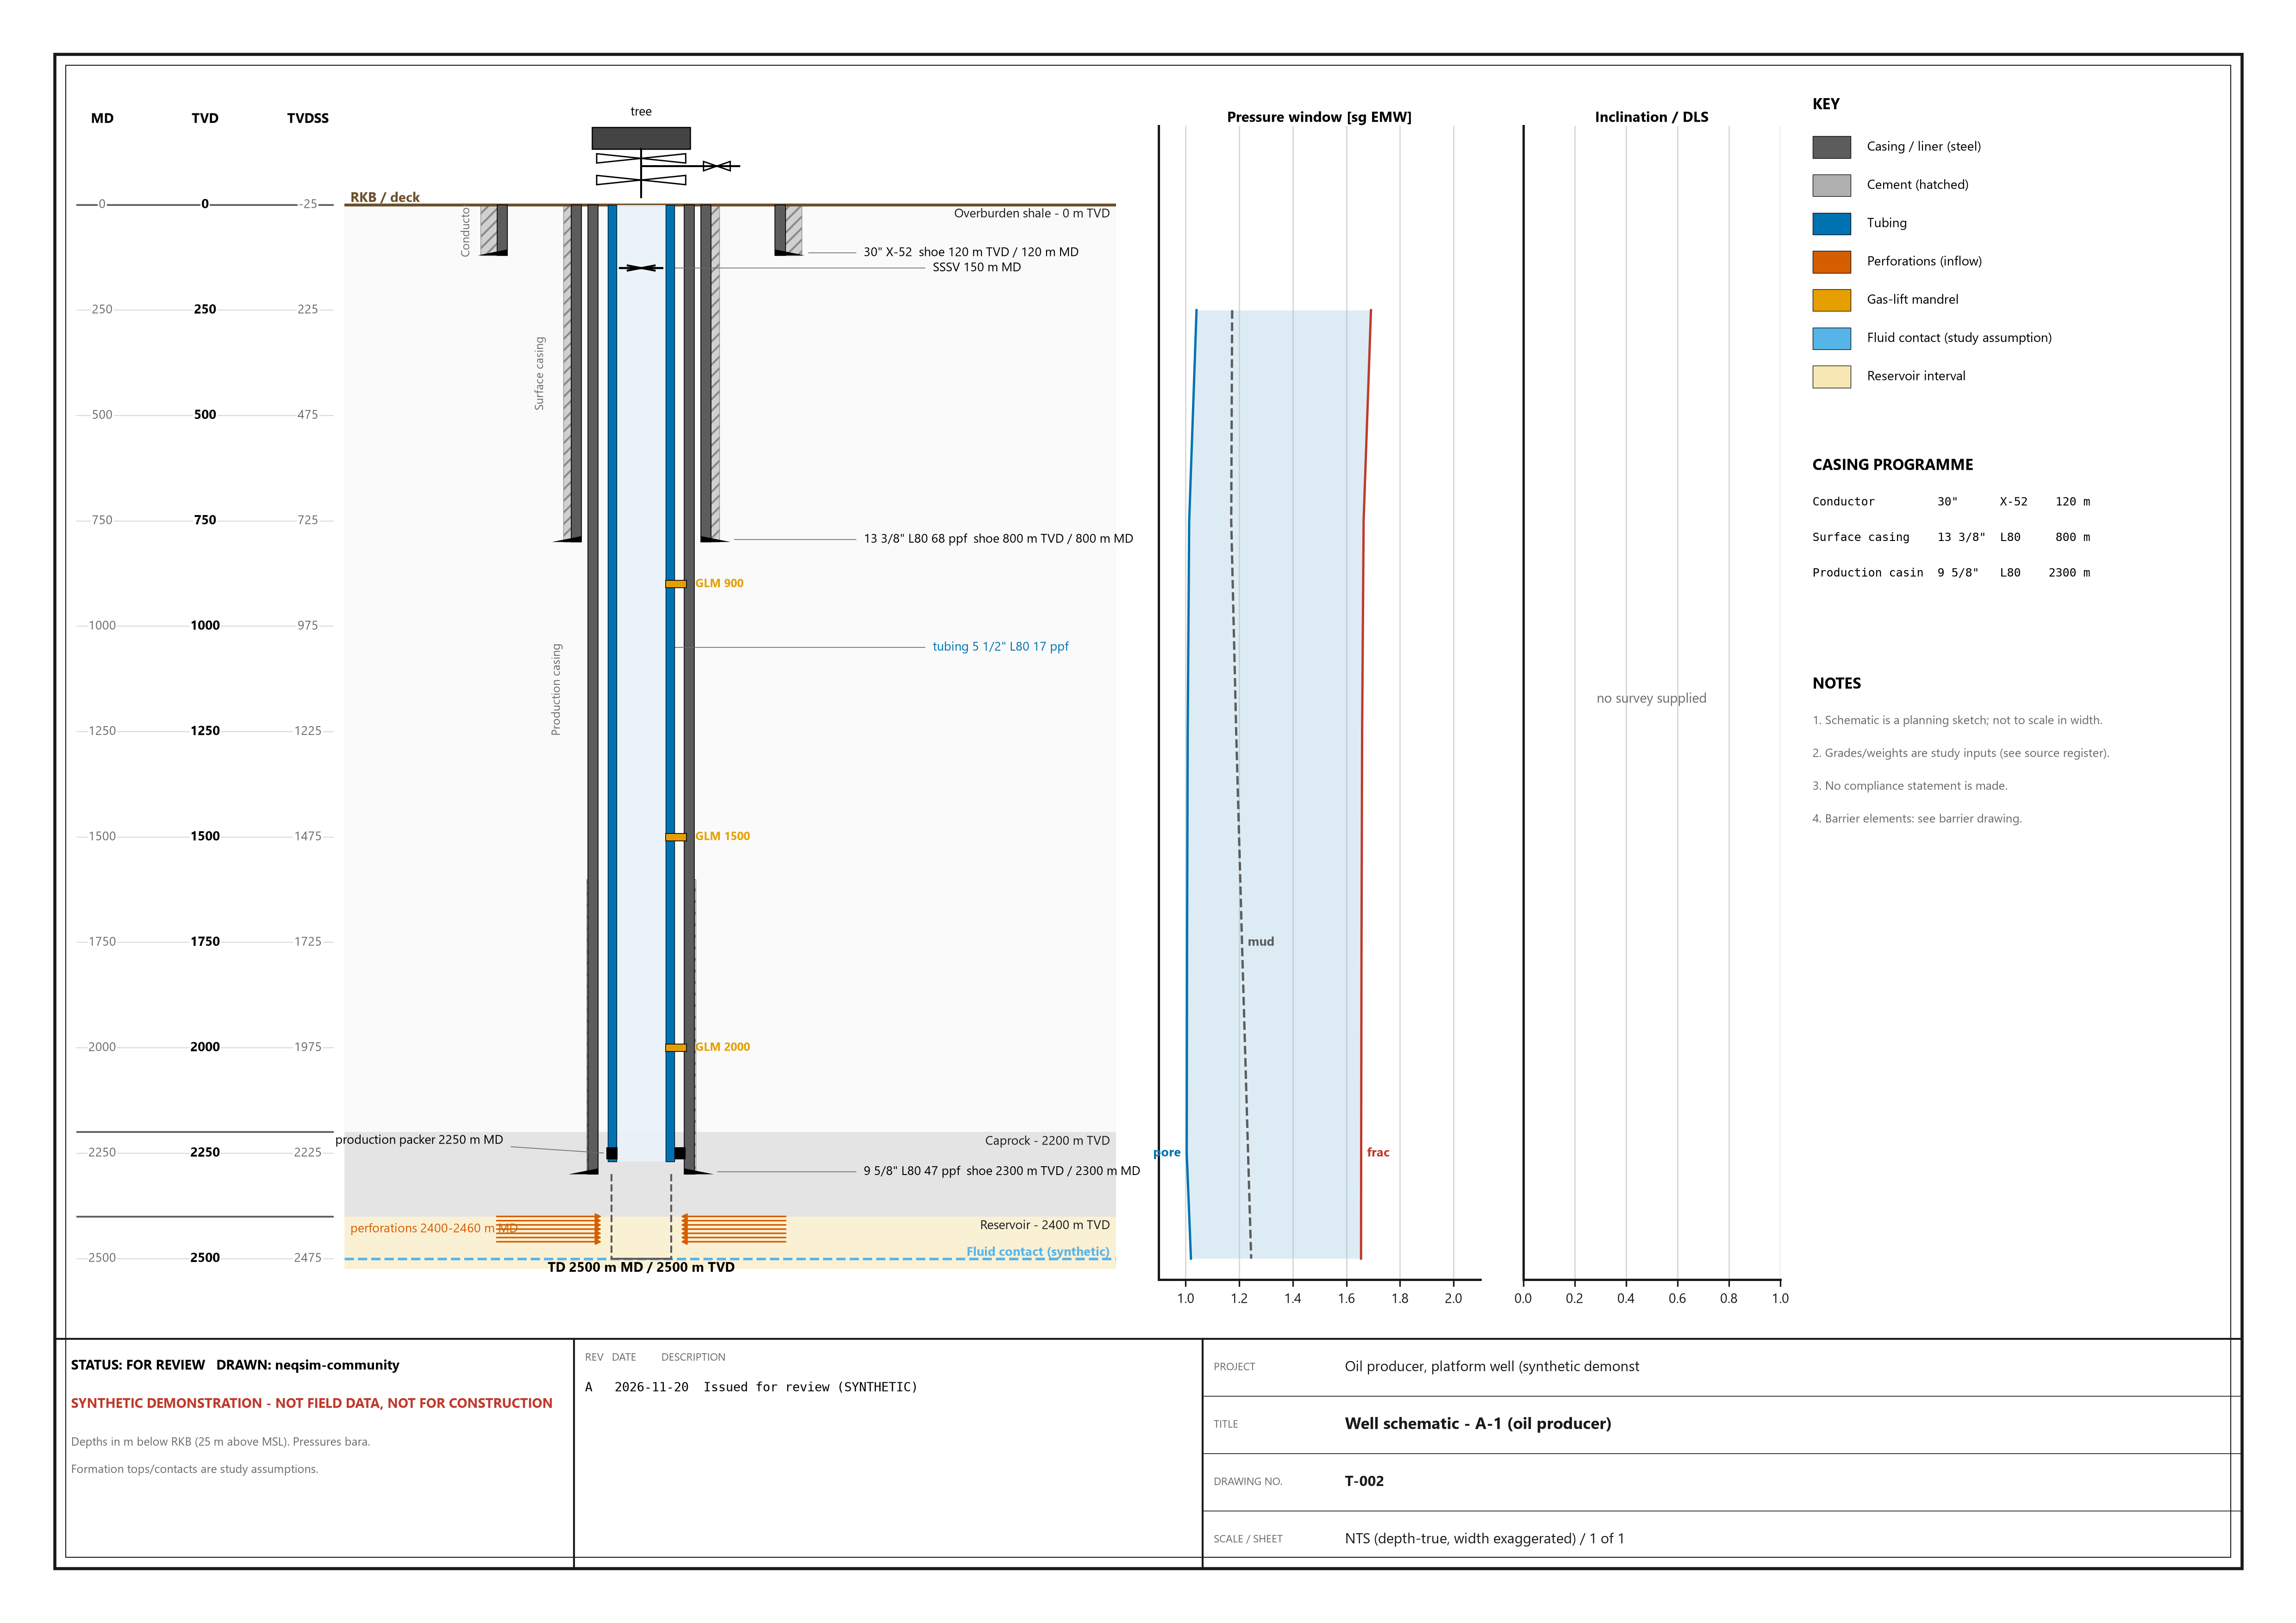 MD TVD TVDSS
tree
RKB / deck
0 0 -25
250 250 225
500 500 475
750 750 725
1000 1000 975
1250 1250 1225
1500 1500 1475
1750 1750 1725
2000 2000 1975
2250 2250 2225
2500 2500 2475
Conducto
Surface casing
Production casing
Overburden shale - 0 m TVD
30" X-52 shoe 120 m TVD / 120 m MD
SSSV 150 m MD
13 3/8" L80 68 ppf shoe 800 m TVD / 800 m MD
GLM 900
tubing 5 1/2" L80 17 ppf
GLM 1500
GLM 2000
production packer 2250 m MD
Caprock - 2200 m TVD
9 5/8" L80 47 ppf shoe 2300 m TVD / 2300 m MD
perforations 2400-2460 m MD
Reservoir - 2400 m TVD
Fluid contact (synthetic)
TD 2500 m MD / 2500 m TVD
Pressure window [sg EMW]
mud
pore
frac
1.0 1.2 1.4 1.6 1.8 2.0
Inclination / DLS
no survey supplied
0.0 0.2 0.4 0.6 0.8 1.0
KEY
Casing / liner (steel)
Cement (hatched)
Tubing
Perforations (inflow)
Gas-lift mandrel
Fluid contact (study assumption)
Reservoir interval
CASING PROGRAMME
Conductor 30" X-52 120 m
Surface casing 13 3/8" L80 800 m
Production casin 9 5/8" L80 2300 m
NOTES
1. Schematic is a planning sketch; not to scale in width.
2. Grades/weights are study inputs (see source register).
3. No compliance statement is made.
4. Barrier elements: see barrier drawing.
STATUS: FOR REVIEW DRAWN: neqsim-community
SYNTHETIC DEMONSTRATION - NOT FIELD DATA, NOT FOR CONSTRUCTION
Depths in m below RKB (25 m above MSL). Pressures bara.
Formation tops/contacts are study assumptions.
REV DATE DESCRIPTION
A 2026-11-20 Issued for review (SYNTHETIC)
PROJECT Oil producer, platform well (synthetic demonst
TITLE Well schematic - A-1 (oil producer)
DRAWING NO. T-002
SCALE / SHEET NTS (depth-true, width exaggerated) / 1 of 1